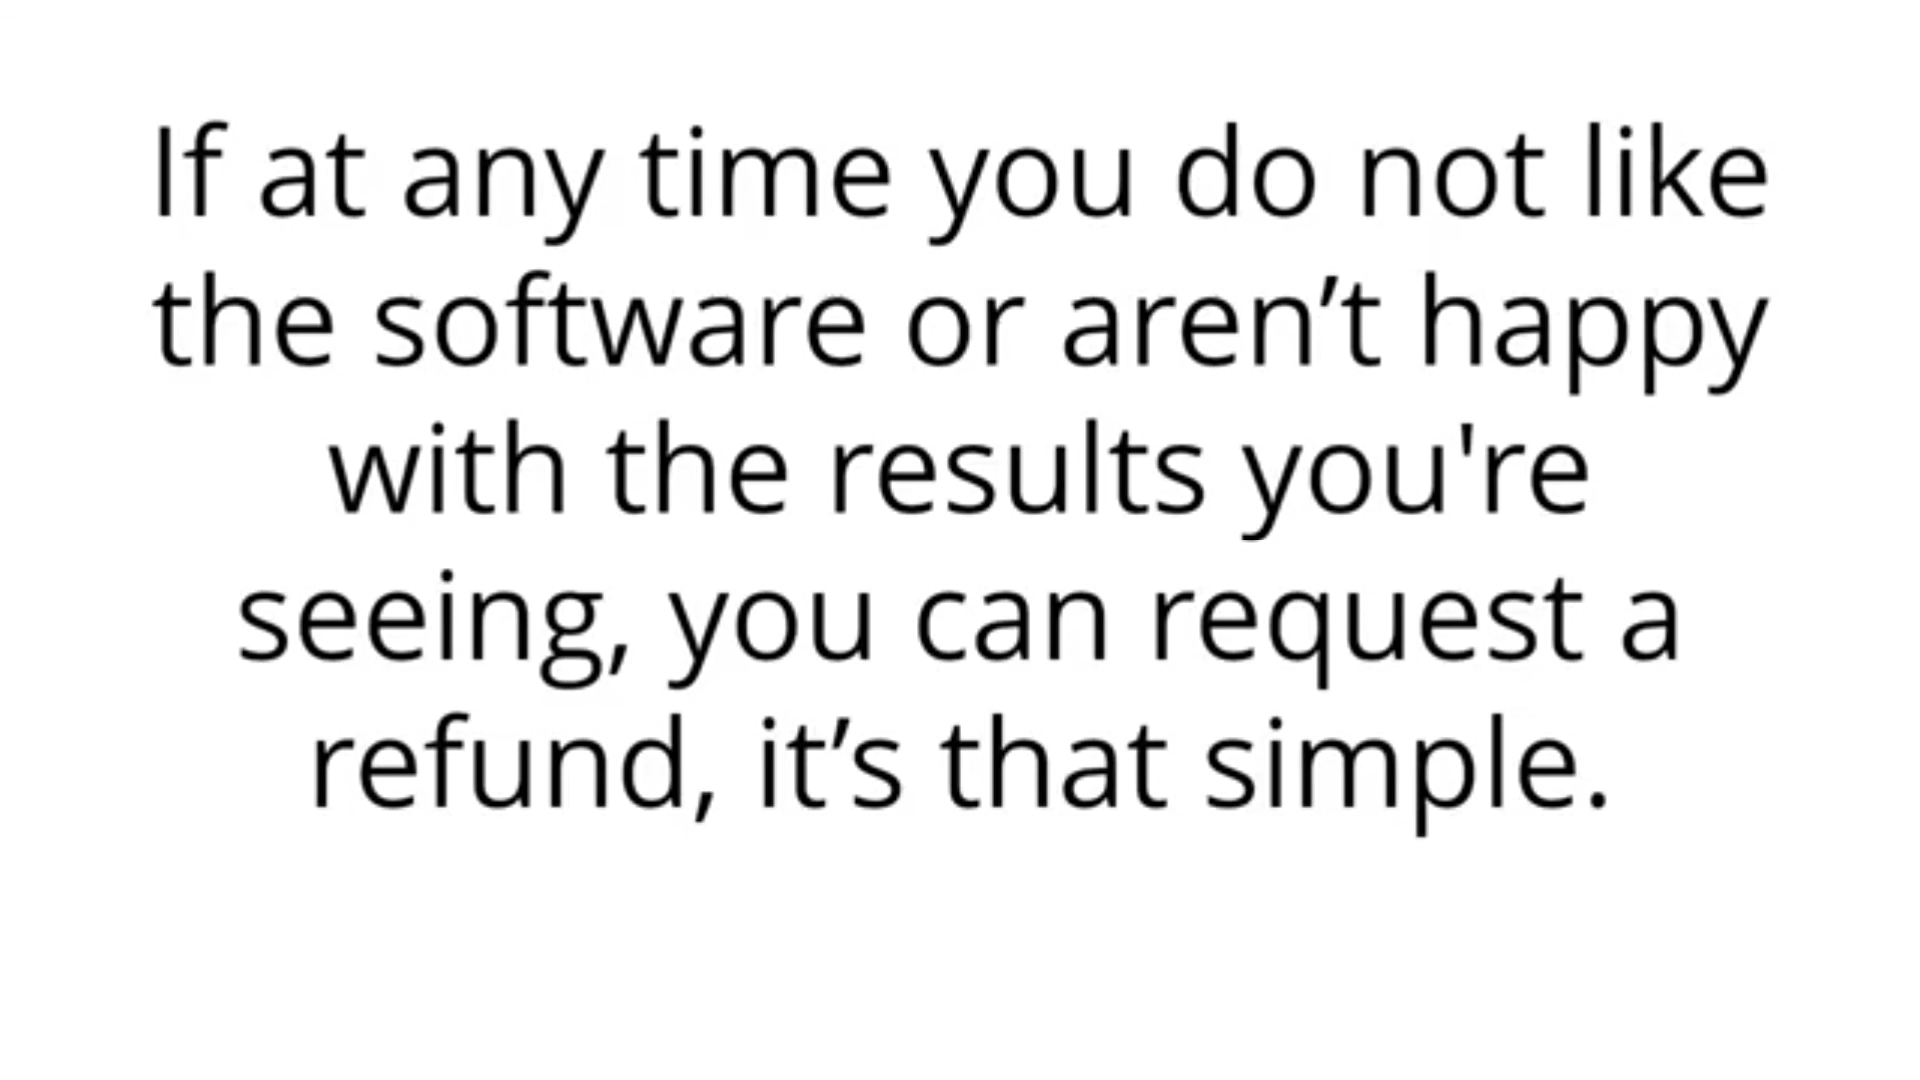 If at any time you do not like
the software or aren’t happy
with the results you're
seeing, you can request a
refund, it’s that simple.